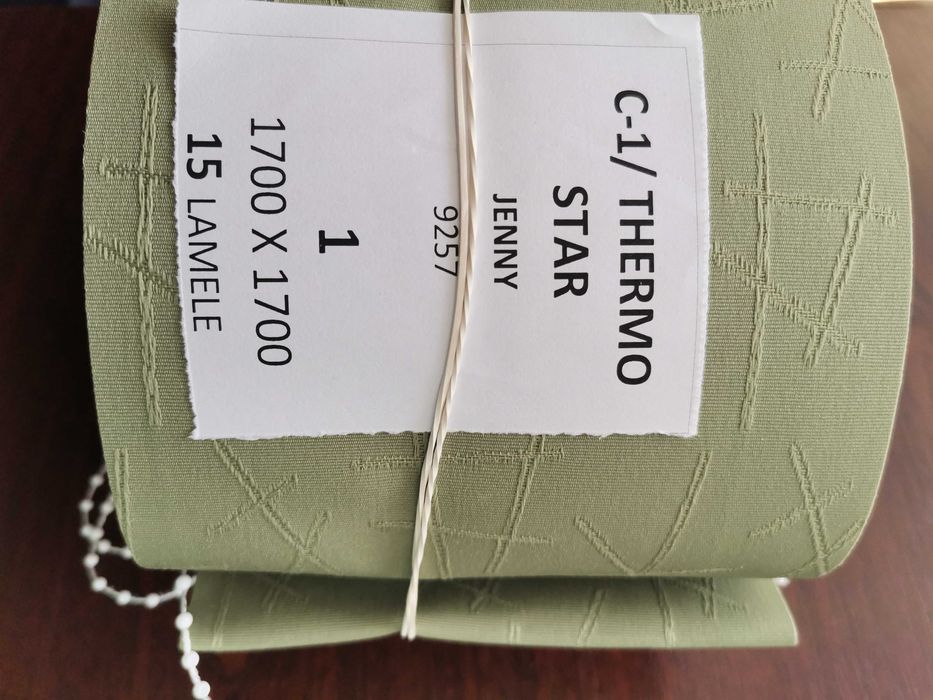 C-1/ THERMO
STAR
JENNY
9257
1
1700 X 1700
15 LAMELE